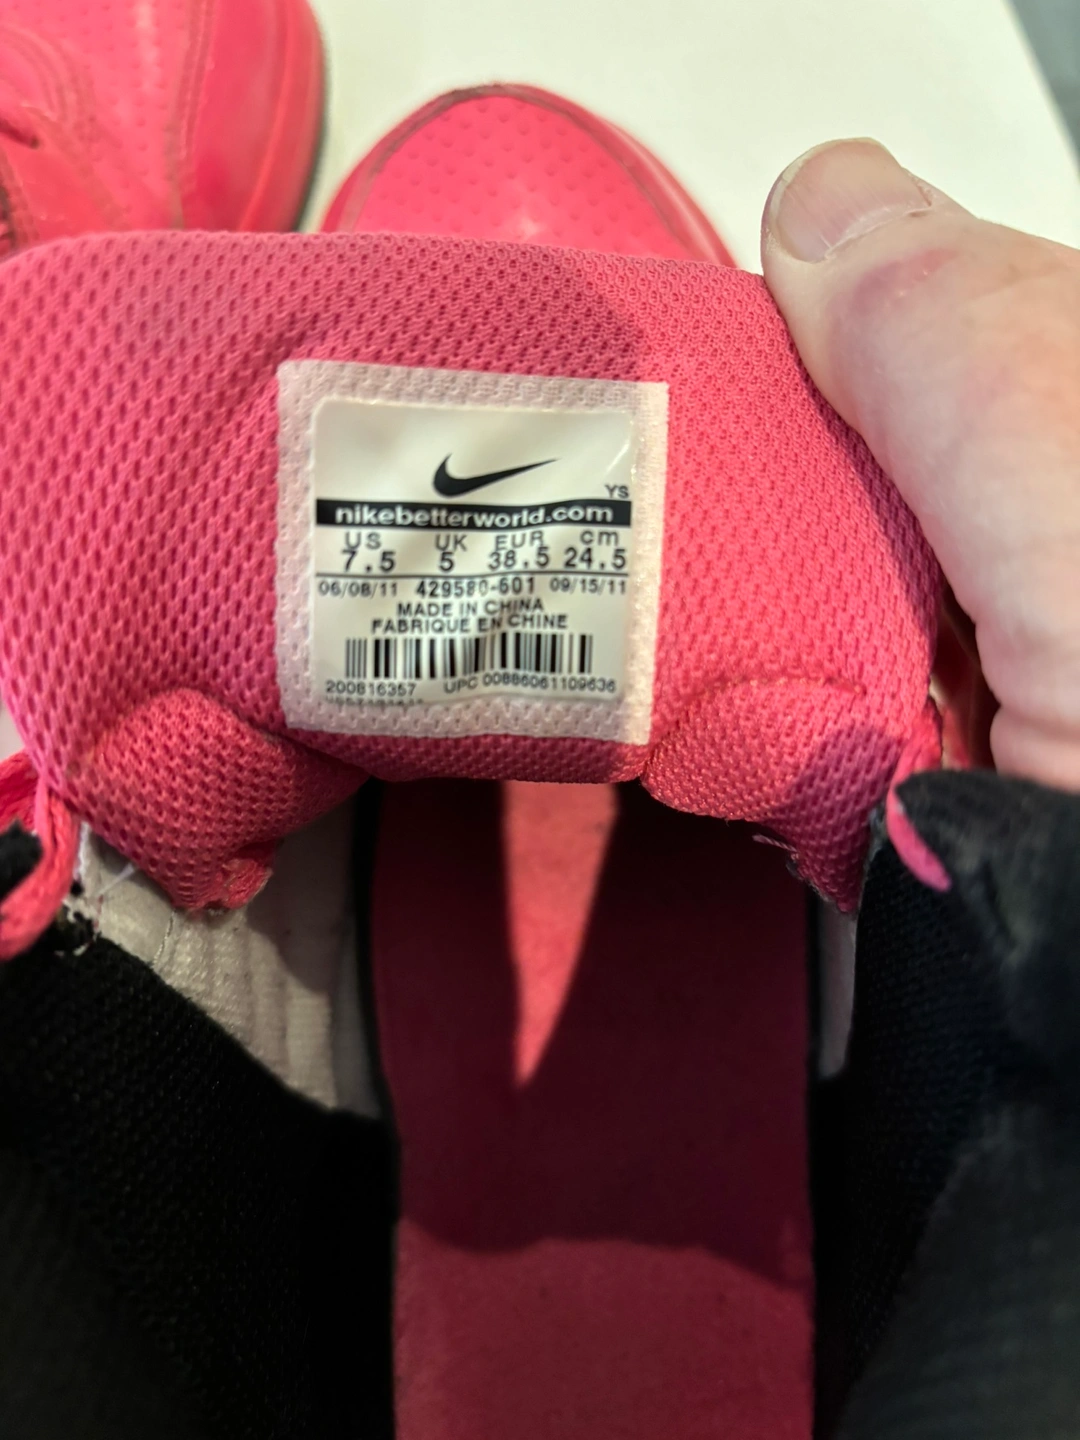 YS
nikebetterworld.com
US UK EUR cm
7.5 5 38.5 24.5
06/08/11 429580-601 09/15/11
MADE IN CHINA
FABRIQUE EN CHINE
200816357 UPC 00886061109636